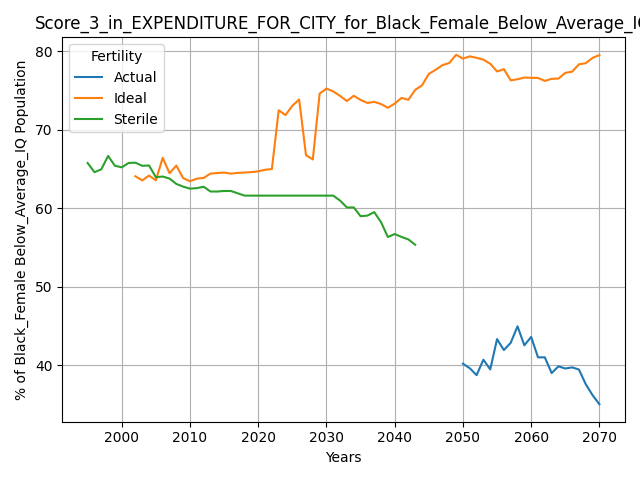 Score_3_in_EXPENDITURE_FOR_CITY_for_Black_Female_Below_Average_IQ
Fertility
Actual
Ideal
Sterile
% of Black_Female Below_Average_IQ Population
80
70
60
50
40
2000 2010 2020 2030 2040 2050 2060 2070
Years